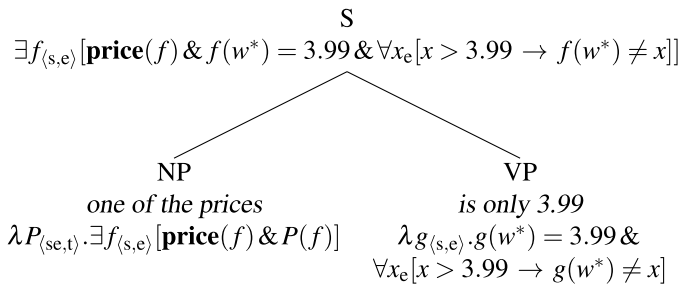 S
∃f⟨s,e⟩[price(f) & f(w*) = 3.99 & ∀xₑ[x > 3.99 → f(w*) ≠ x]]
NP
VP
one of the prices
is only 3.99
λP⟨se,t⟩.∃f⟨s,e⟩[price(f) & P(f)]
λg⟨s,e⟩.g(w*) = 3.99 &
∀xₑ[x > 3.99 → g(w*) ≠ x]